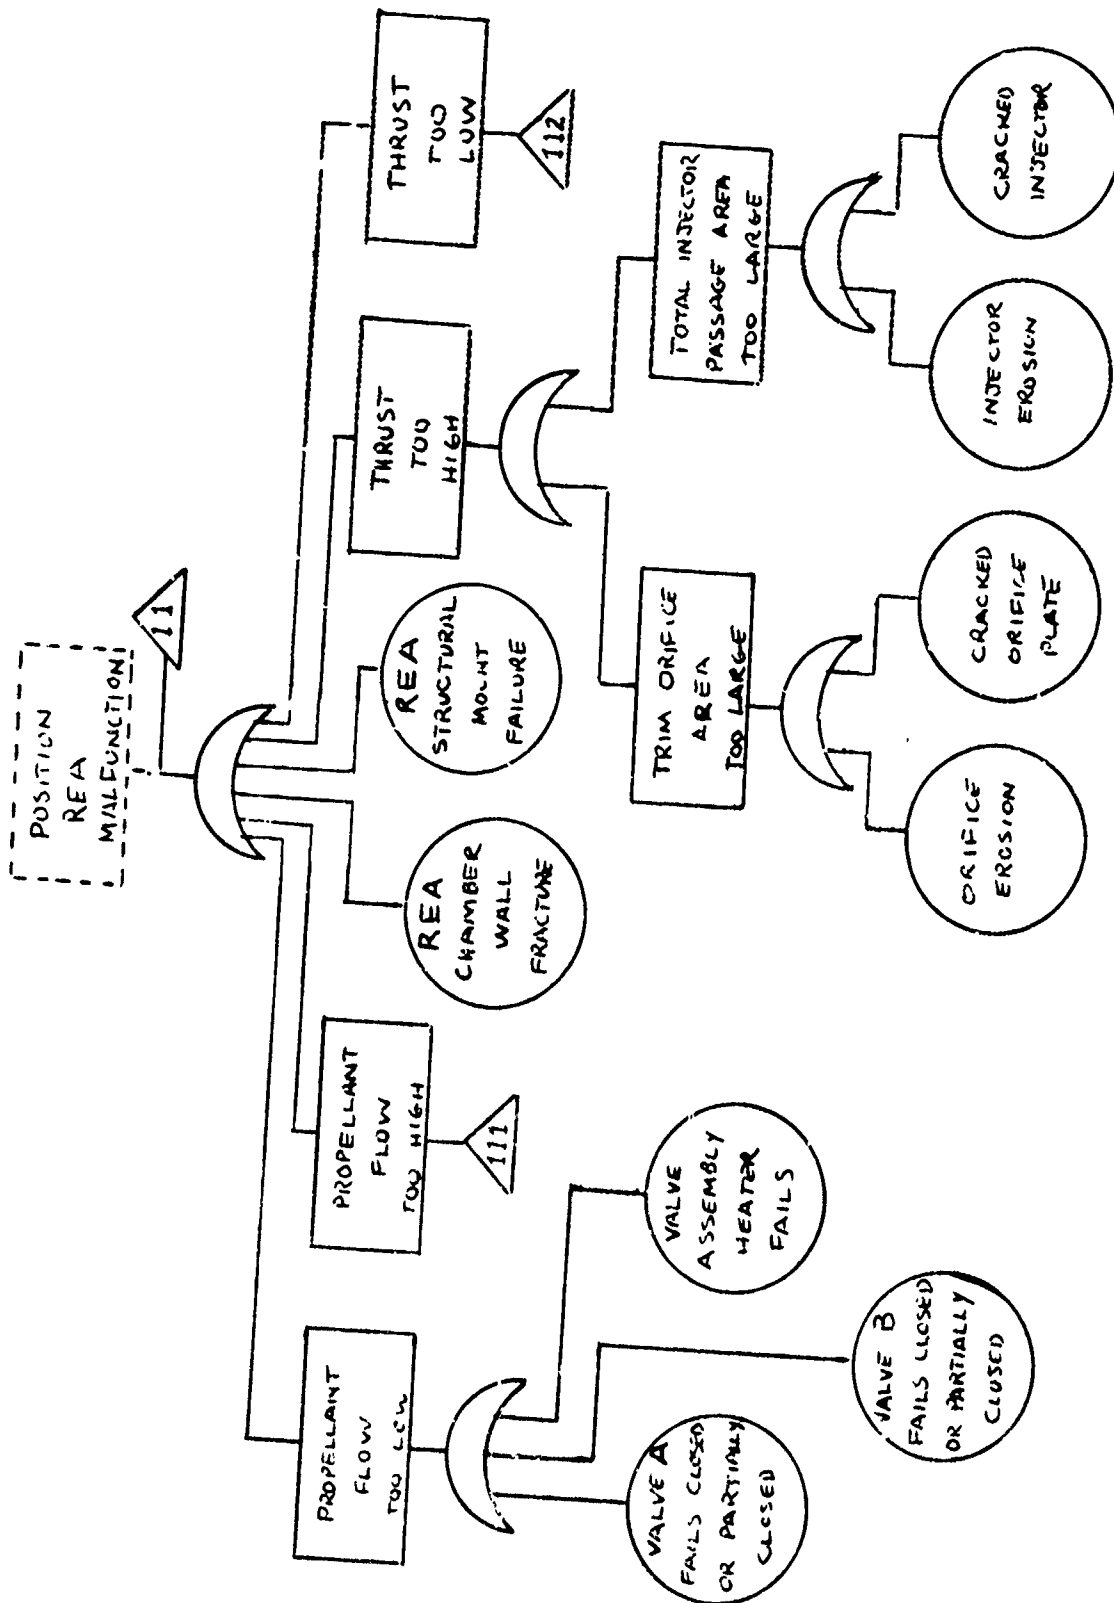 POSITION
REA
MALFUNCTION
11
PROPELLANT
FLOW
TOO LOW
PROPELLANT
FLOW
TOO HIGH
111
REA
CHAMBER
WALL
FRACTURE
REA
STRUCTURAL
MOUNT
FAILURE
THRUST
TOO
HIGH
THRUST
TOO
LOW
112
VALVE A
FAILS CLOSED
OR PARTIALLY
CLOSED
VALVE B
FAILS CLOSED
OR PARTIALLY
CLOSED
VALVE
ASSEMBLY
HEATER
FAILS
TRIM ORIFICE
AREA
TOO LARGE
TOTAL INJECTOR
PASSAGE AREA
TOO LARGE
ORIFICE
EROSION
CRACKED
ORIFICE
PLATE
INJECTOR
EROSION
CRACKED
INJECTOR